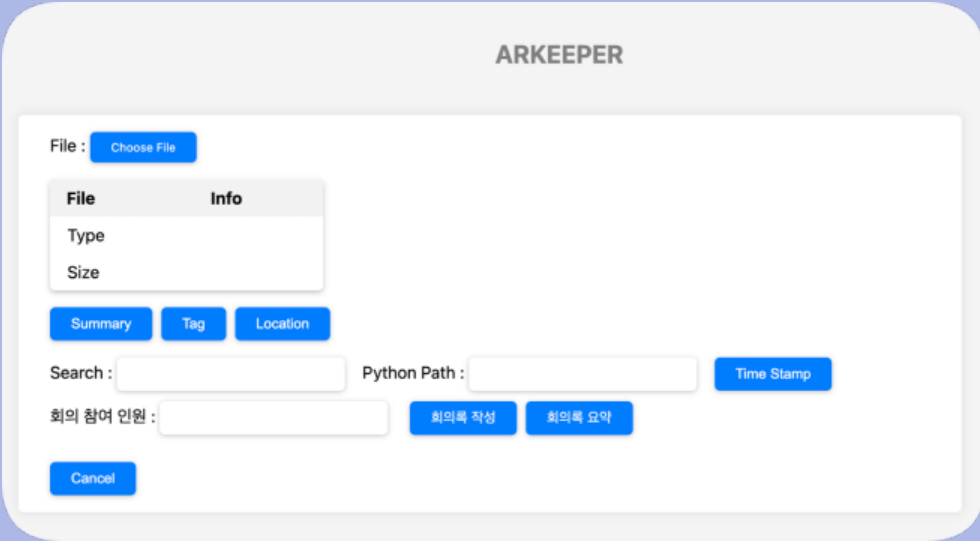 ARKEEPER
File : Choose File
File Info
Type
Size
Summary Tag Location
Search : Python Path : Time Stamp
회의 참여 인원 : 회의록 작성 회의록 요약
Cancel